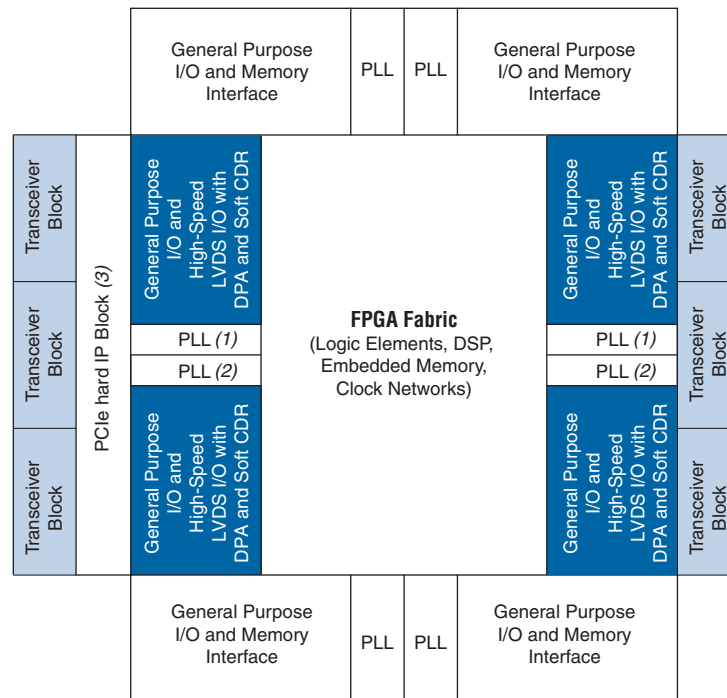 General Purpose
I/O and Memory
Interface
PLL
PLL
General Purpose
I/O and Memory
Interface
Transceiver
Block
Transceiver
Block
Transceiver
Block
PCIe hard IP Block (3)
General Purpose
I/O and
High-Speed
LVDS I/O with
DPA and Soft CDR
PLL (1)
PLL (2)
General Purpose
I/O and
High-Speed
LVDS I/O with
DPA and Soft CDR
FPGA Fabric
(Logic Elements, DSP,
Embedded Memory,
Clock Networks)
General Purpose
I/O and
High-Speed
LVDS I/O with
DPA and Soft CDR
PLL (1)
PLL (2)
General Purpose
I/O and
High-Speed
LVDS I/O with
DPA and Soft CDR
Transceiver
Block
Transceiver
Block
Transceiver
Block
General Purpose
I/O and Memory
Interface
PLL
PLL
General Purpose
I/O and Memory
Interface